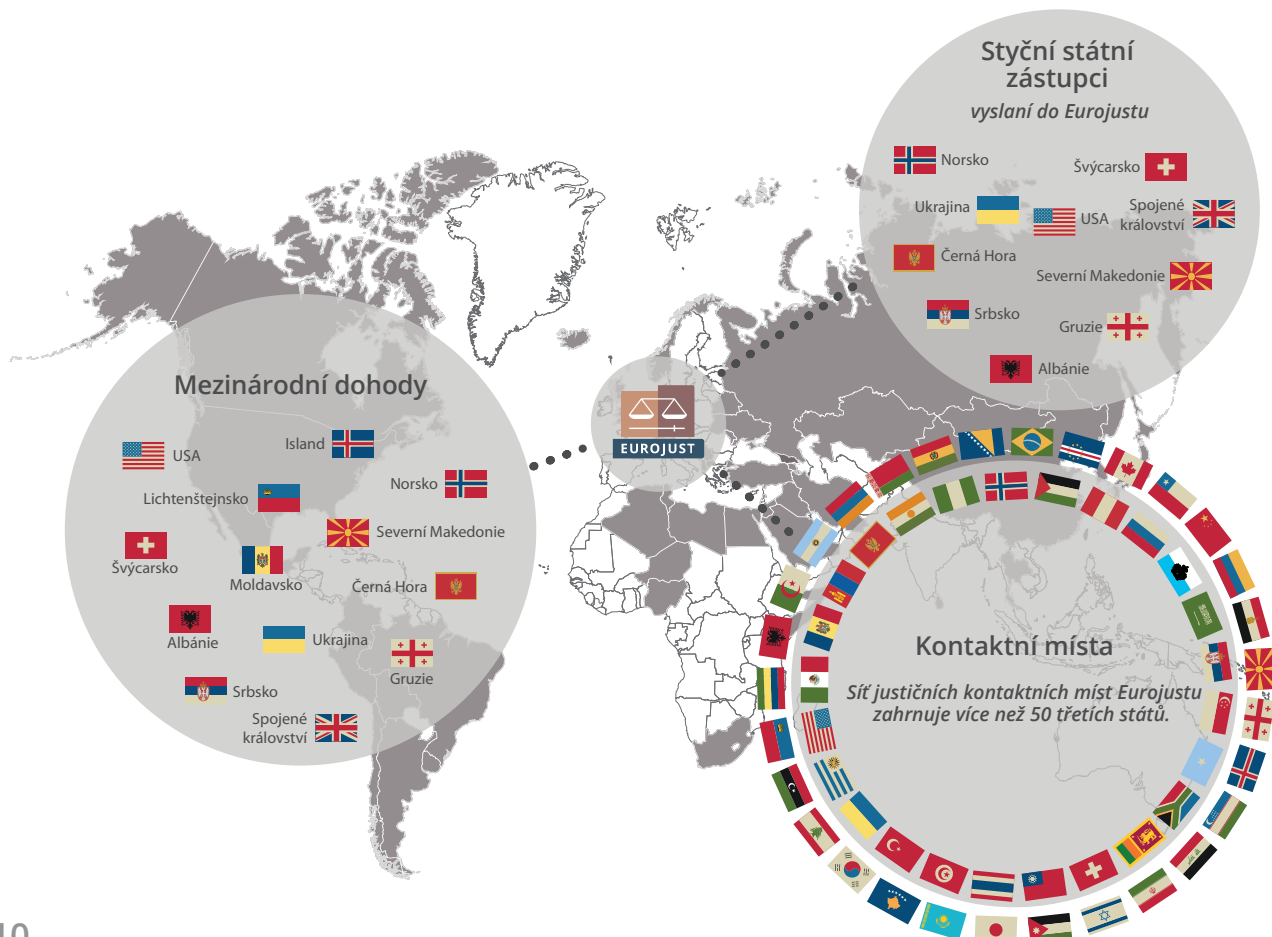 Styční státní
zástupci
vyslaní do Eurojustu
Norsko
Švýcarsko
Ukrajina
USA
Spojené
království
Černá Hora
Severní Makedonie
Srbsko
Gruzie
Albánie
Mezinárodní dohody
USA
Island
Norsko
Lichtenštejnsko
Severní Makedonie
Švýcarsko
Moldavsko
Černá Hora
Albánie
Ukrajina
Gruzie
Srbsko
Spojené
království
EUROJUST
Kontaktní místa
Síť justičních kontaktních míst Eurojustu
zahrnuje více než 50 třetích států.